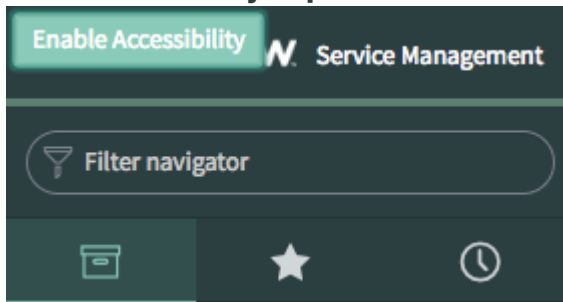 Enable Accessibility
W. Service Management
Filter navigator